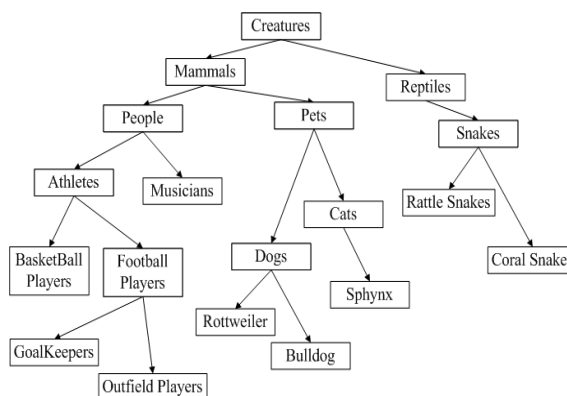 Creatures
Mammals
Reptiles
People
Pets
Snakes
Athletes
Musicians
Cats
Rattle Snakes
BasketBall
Players
Football
Players
Dogs
Coral Snake
Sphynx
Rottweiler
GoalKeepers
Bulldog
Outfield Players